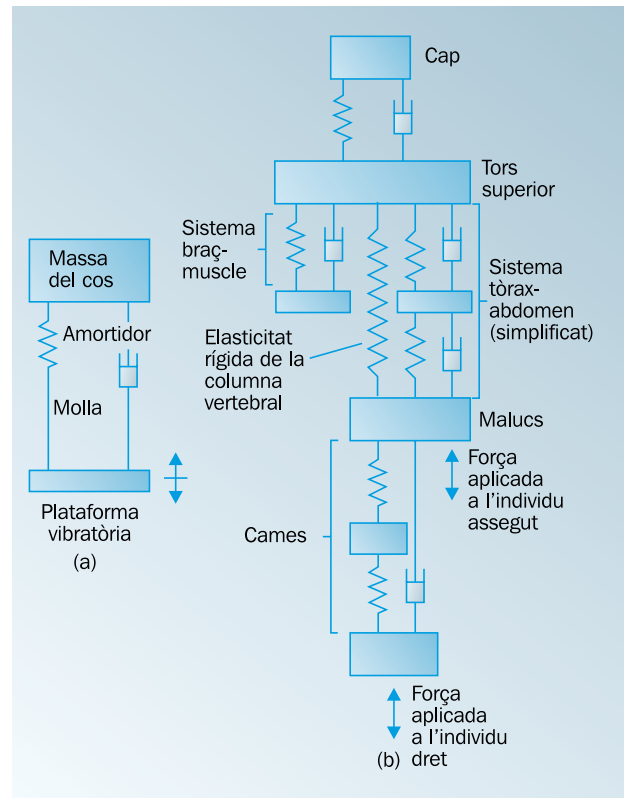 Massa
del cos
Amortidor
Molla
Plataforma
vibratòria
(a)
Cap
Tors
superior
Sistema
braç-
muscle
Sistema
tòrax-
abdomen
(simplificat)
Elasticitat
rígida de la
columna
vertebral
Malucs
Força
aplicada
a l'individu
assegut
Cames
Força
aplicada
a l'individu
dret
(b)